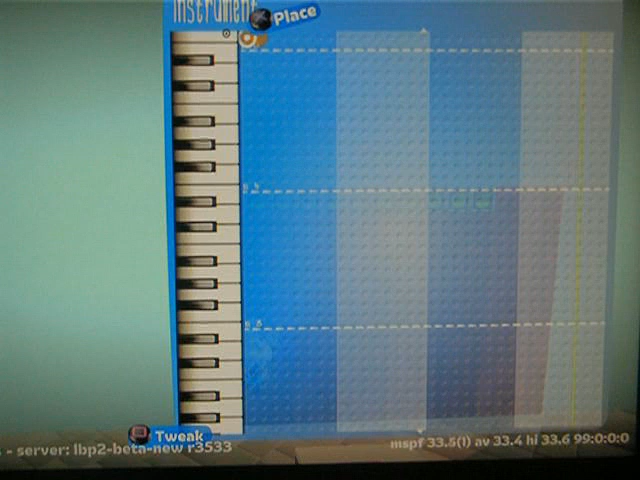 Instrument
Place
Tweak
- server: lbp2-beta-new r3533
mspf 33.5(1) av 33.4 hi 33.6 99:0:0:0